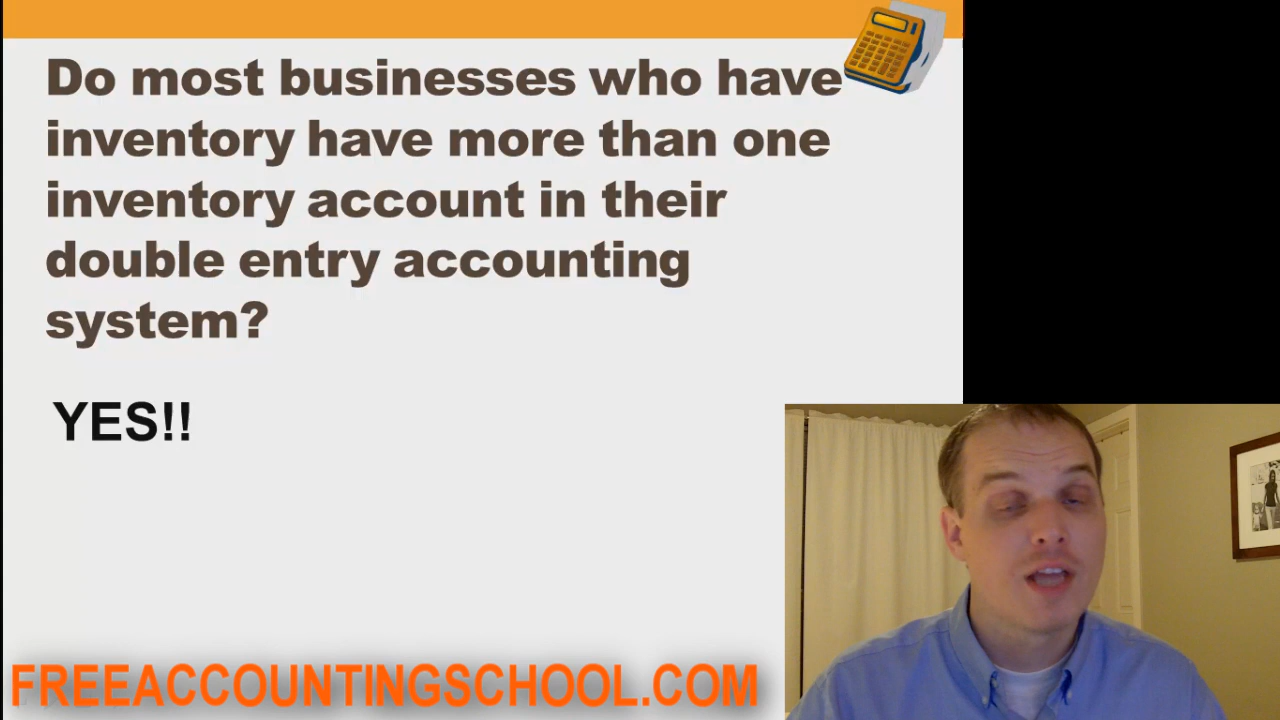 Do most businesses who have
inventory have more than one
inventory account in their
double entry accounting
system?
YES!!
FREEACCOUNTINGSCHOOL.COM